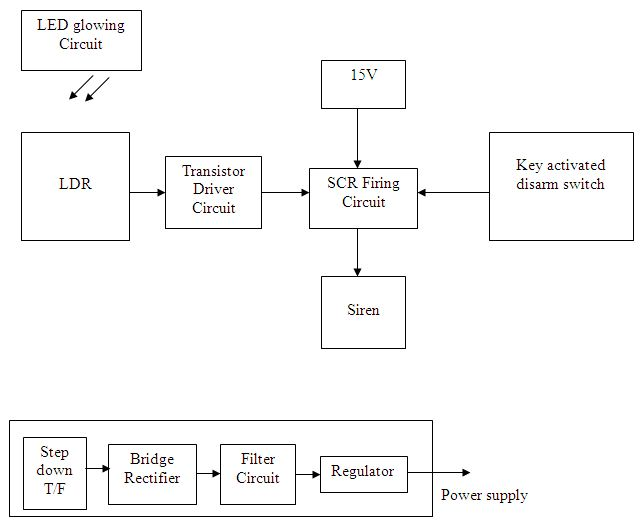 LED glowing
Circuit
15V
LDR
Transistor
Driver
Circuit
SCR Firing
Circuit
Key activated
disarm switch
Siren
Step
down
T/F
Bridge
Rectifier
Filter
Circuit
Regulator
Power supply